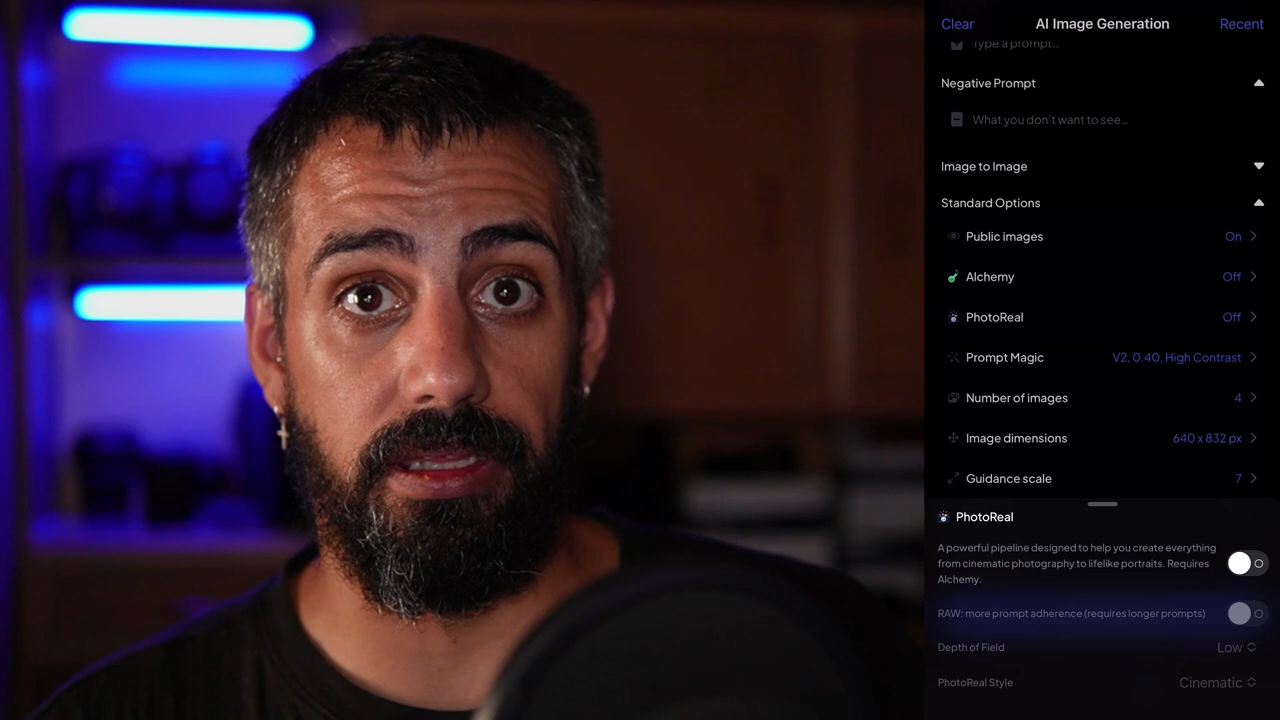 Clear AI Image Generation Recent
Type a prompt...
Negative Prompt
What you don't want to see...
Image to Image
Standard Options
Public images On
Alchemy Off
PhotoReal Off
Prompt Magic V2, 0.40, High Contrast
Number of images 4
Image dimensions 640 x 832 px
Guidance scale 7
PhotoReal
A powerful pipeline designed to help you create everything
from cinematic photography to lifelike portraits. Requires
Alchemy.
RAW: more prompt adherence (requires longer prompts)
Depth of Field Low
PhotoReal Style Cinematic